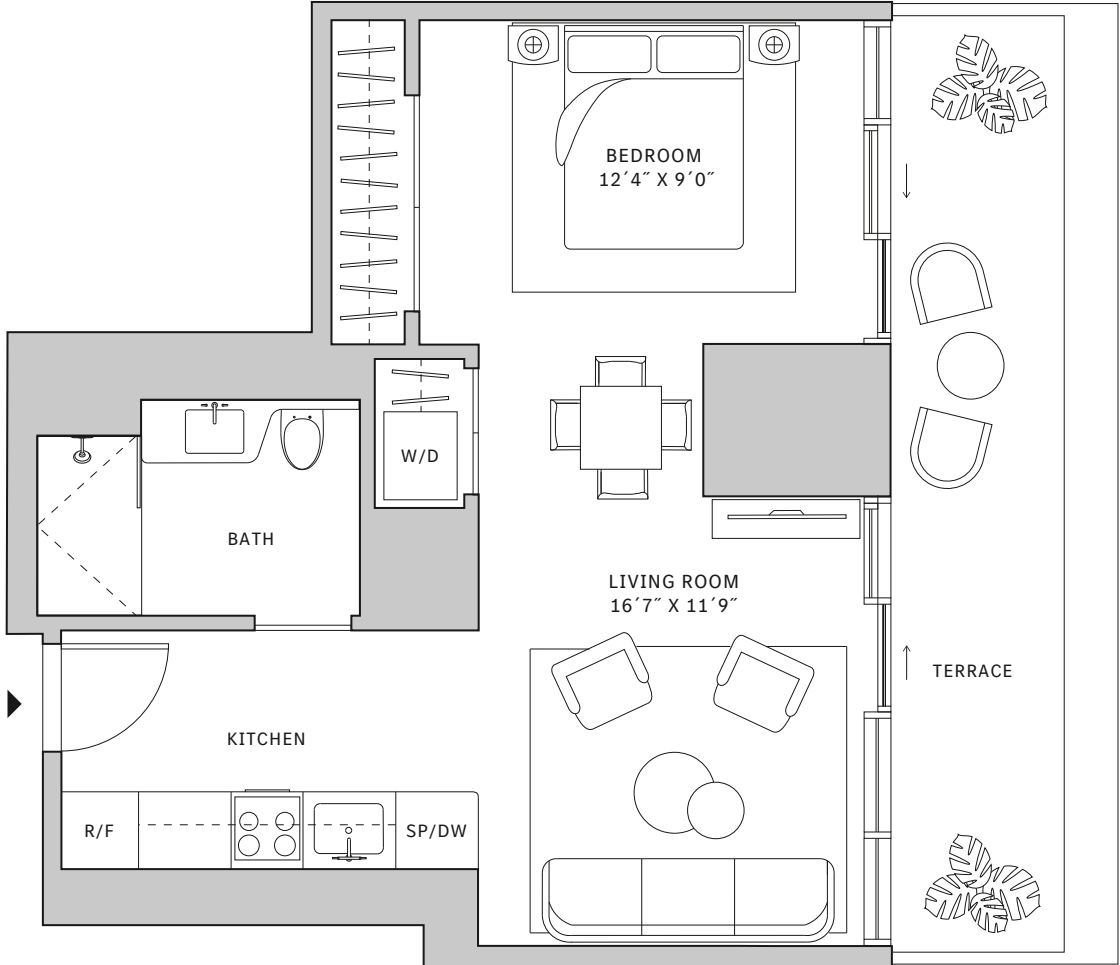 BEDROOM
12´4˝ X 9´0˝
W/D
BATH
LIVING ROOM
16´7˝ X 11´9˝
TERRACE
KITCHEN
R/F
SP/DW